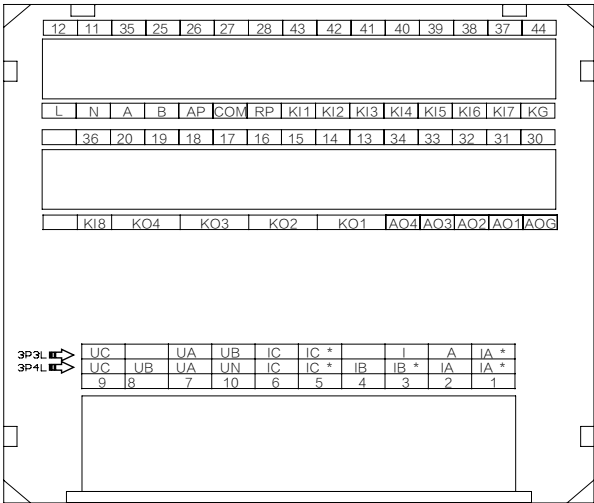 12 11 35 25 26 27 28 43 42 41 40 39 38 37 44
L N A B AP COM RP KI1 KI2 KI3 KI4 KI5 KI6 KI7 KG
36 20 19 18 17 16 15 14 13 34 33 32 31 30
KI8 KO4 KO3 KO2 KO1 AO4 AO3 AO2 AO1 AOG
3P3L UC UA UB IC IC * I A IA *
3P4L UC UB UA UN IC IC * IB IB * IA IA *
9 8 7 10 6 5 4 3 2 1